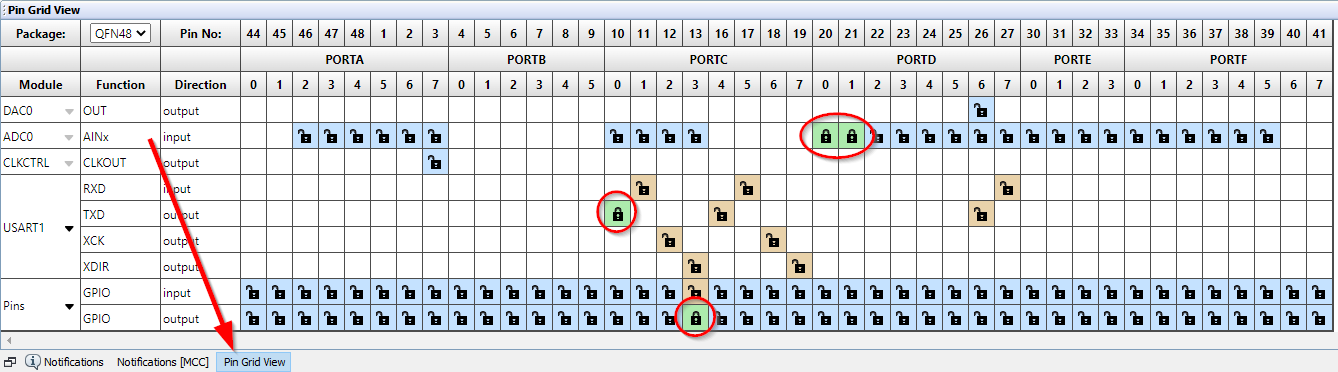 Pin Grid View
Package: QFN48 Pin No: 44 45 46 47 48 1 2 3 4 5 6 7 8 9 10 11 12 13 16 17 18 19 20 21 22 23 24 25 26 27 30 31 32 33 34 35 36 37 38 39 40 41
PORTA PORTB PORTC PORTD PORTE PORTF
Module Function Direction 0 1 2 3 4 5 6 7 0 1 2 3 4 5 0 1 2 3 4 5 6 7 0 1 2 3 4 5 6 7 0 1 2 3 0 1 2 3 4 5 6 7
DAC0 OUT output
ADC0 AINx input
CLKCTRL CLKOUT output
RXD input
TXD output
USART1
XCK output
XDIR output
GPIO input
Pins
GPIO output
Notifications Notifications [MCC] Pin Grid View